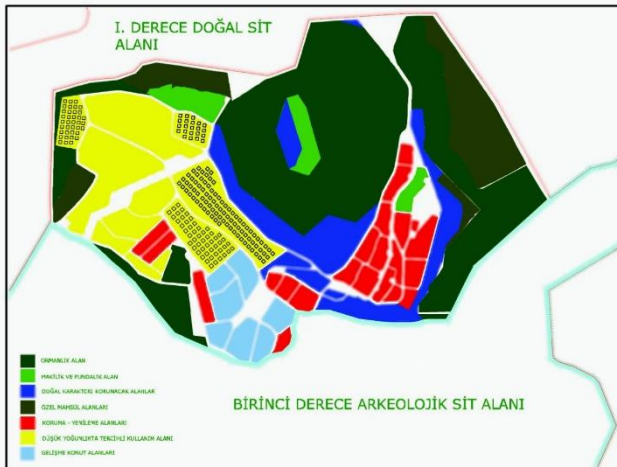 I. DERECE DOĞAL SİT
ALANI
ORMANLIK ALAN
MAKİLİK VE FUNDALIK ALAN
DOĞAL KARAKTERİ KORUNACAK ALANLAR
ÖZEL MAHSUL ALANLARI
KORUMA - YENİLEME ALANLARI
DÜŞÜK YOĞUNLUKTA TERCİHLİ KULLANIM ALANI
GELİŞME KONUT ALANLARI
BİRİNCİ DERECE ARKEOLOJİK SİT ALANI